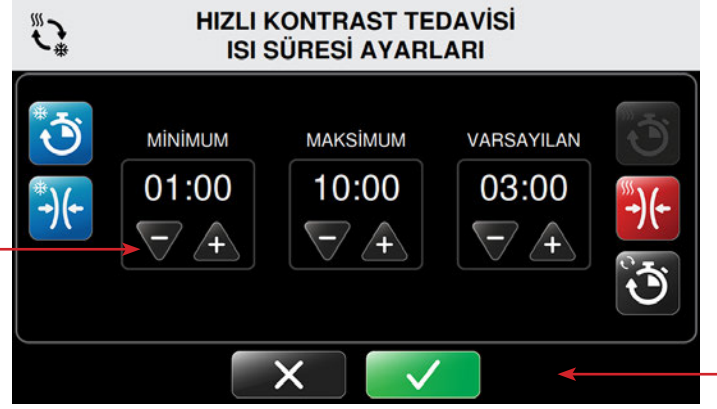 HIZLI KONTRAST TEDAVİSİ
ISI SÜRESİ AYARLARI
MİNİMUM MAKSİMUM VARSAYILAN
01:00 10:00 03:00
- + - + - +